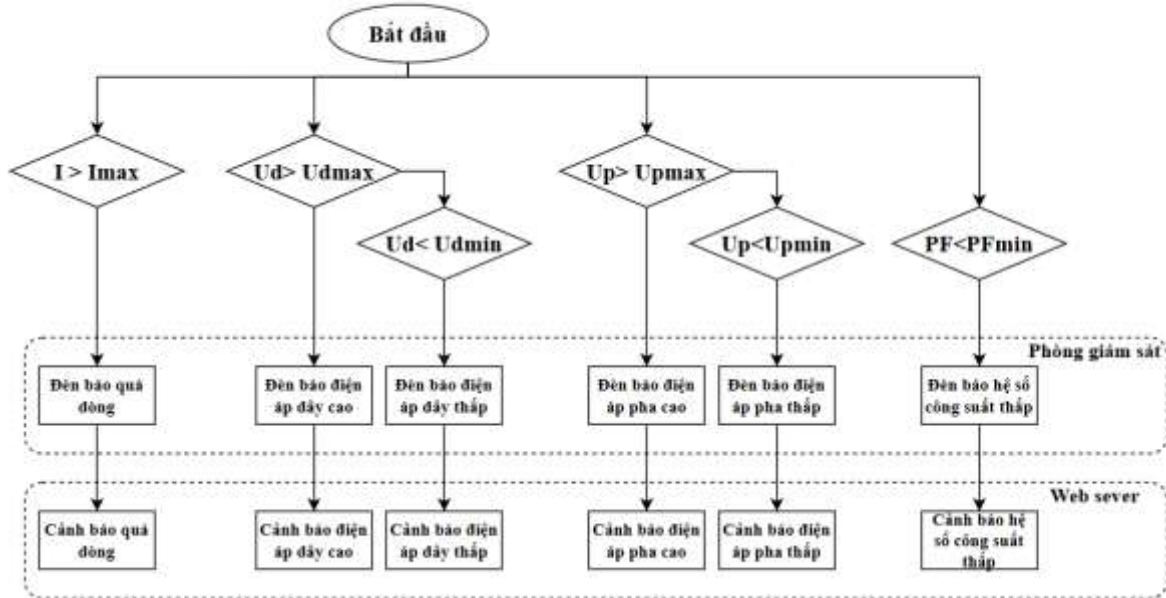 Bắt đầu
I > Imax
Ud> Udmax
Up> Upmax
Ud< Udmin
Up<Upmin
PF<PFmin
Phòng giám sát
Đèn báo quá
dòng
Đèn báo điện
áp dây cao
Đèn báo điện
áp dây thấp
Đèn báo điện
áp pha cao
Đèn báo điện
áp pha thấp
Đèn báo hệ số
công suất thấp
Web sever
Cảnh báo quá
dòng
Cảnh báo điện
áp dây cao
Cảnh báo điện
áp dây thấp
Cảnh báo điện
áp pha cao
Cảnh báo điện
áp pha thấp
Cảnh báo hệ
số công suất
thấp